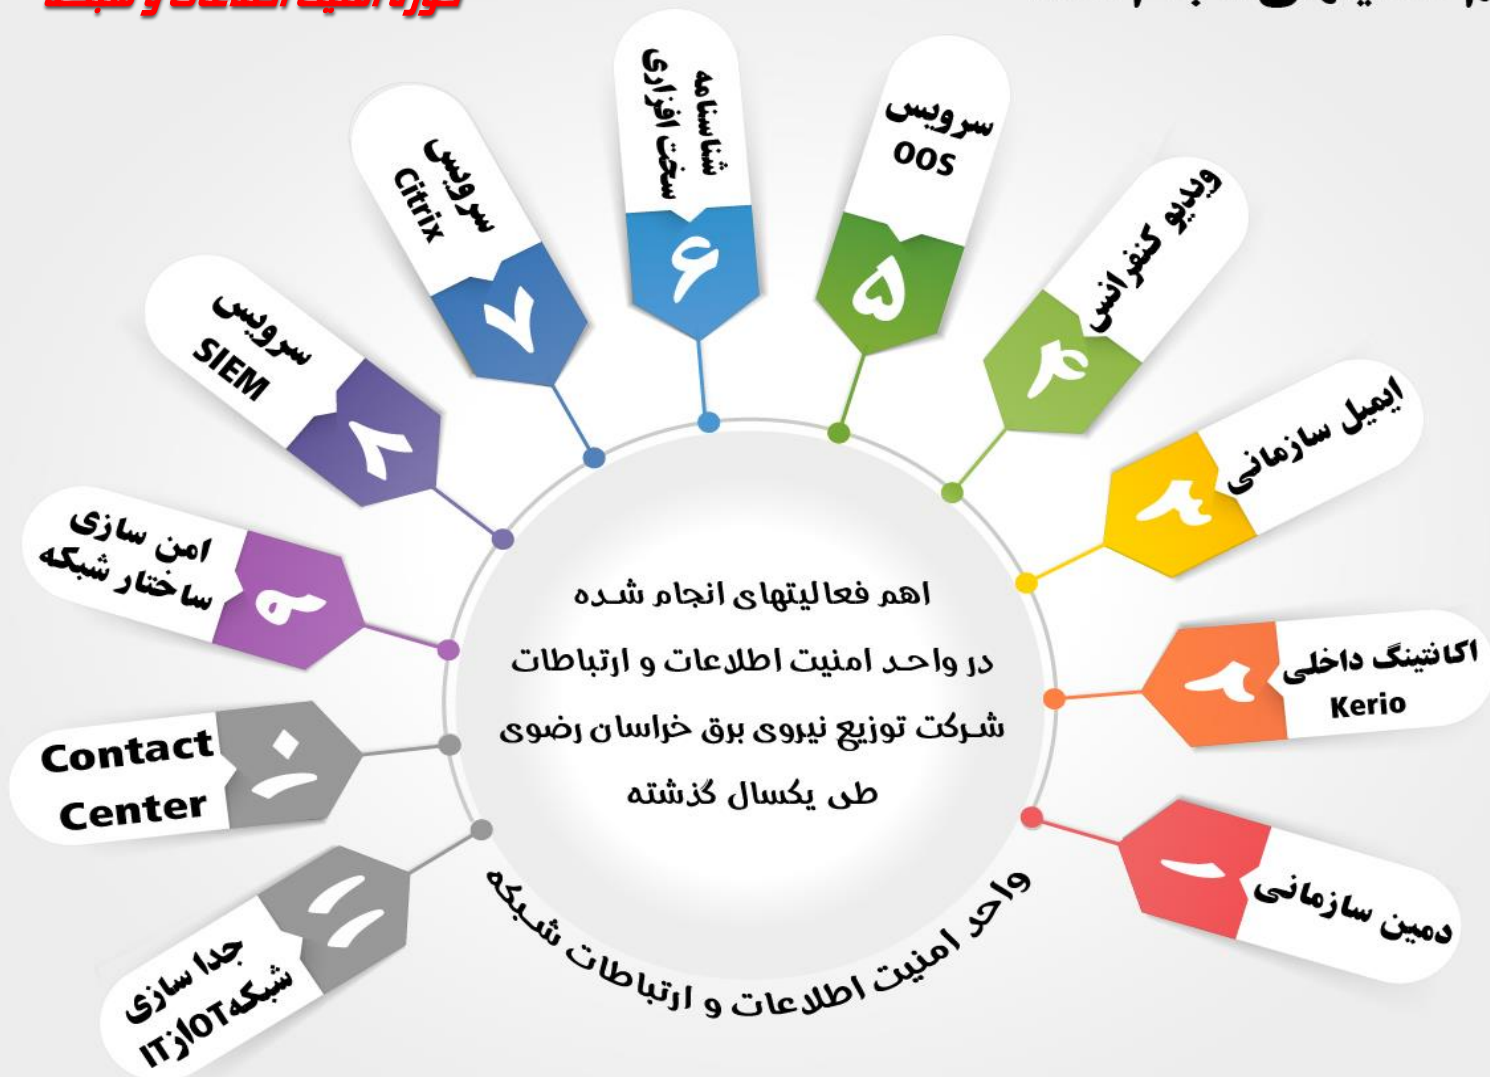 اهم فعالیتهای انجام شده
در واحد امنیت اطلاعات و ارتباطات
شرکت توزیع نیروی برق خراسان رضوی
طی یکسال گذشته
واحد امنیت اطلاعات و ارتباطات شبکه
۱
دمین سازمانی
۲
اکانتینگ داخلی
Kerio
۳
ایمیل سازمانی
۴
ویدیو کنفرانس
۵
سرویس
OOS
۶
شناسنامه
سخت افزاری
۷
سرویس
Citrix
۸
سرویس
SIEM
۹
امن سازی
ساختار شبکه
۱۰
Contact
Center
۱۱
جدا سازی
شبکهOTازIT